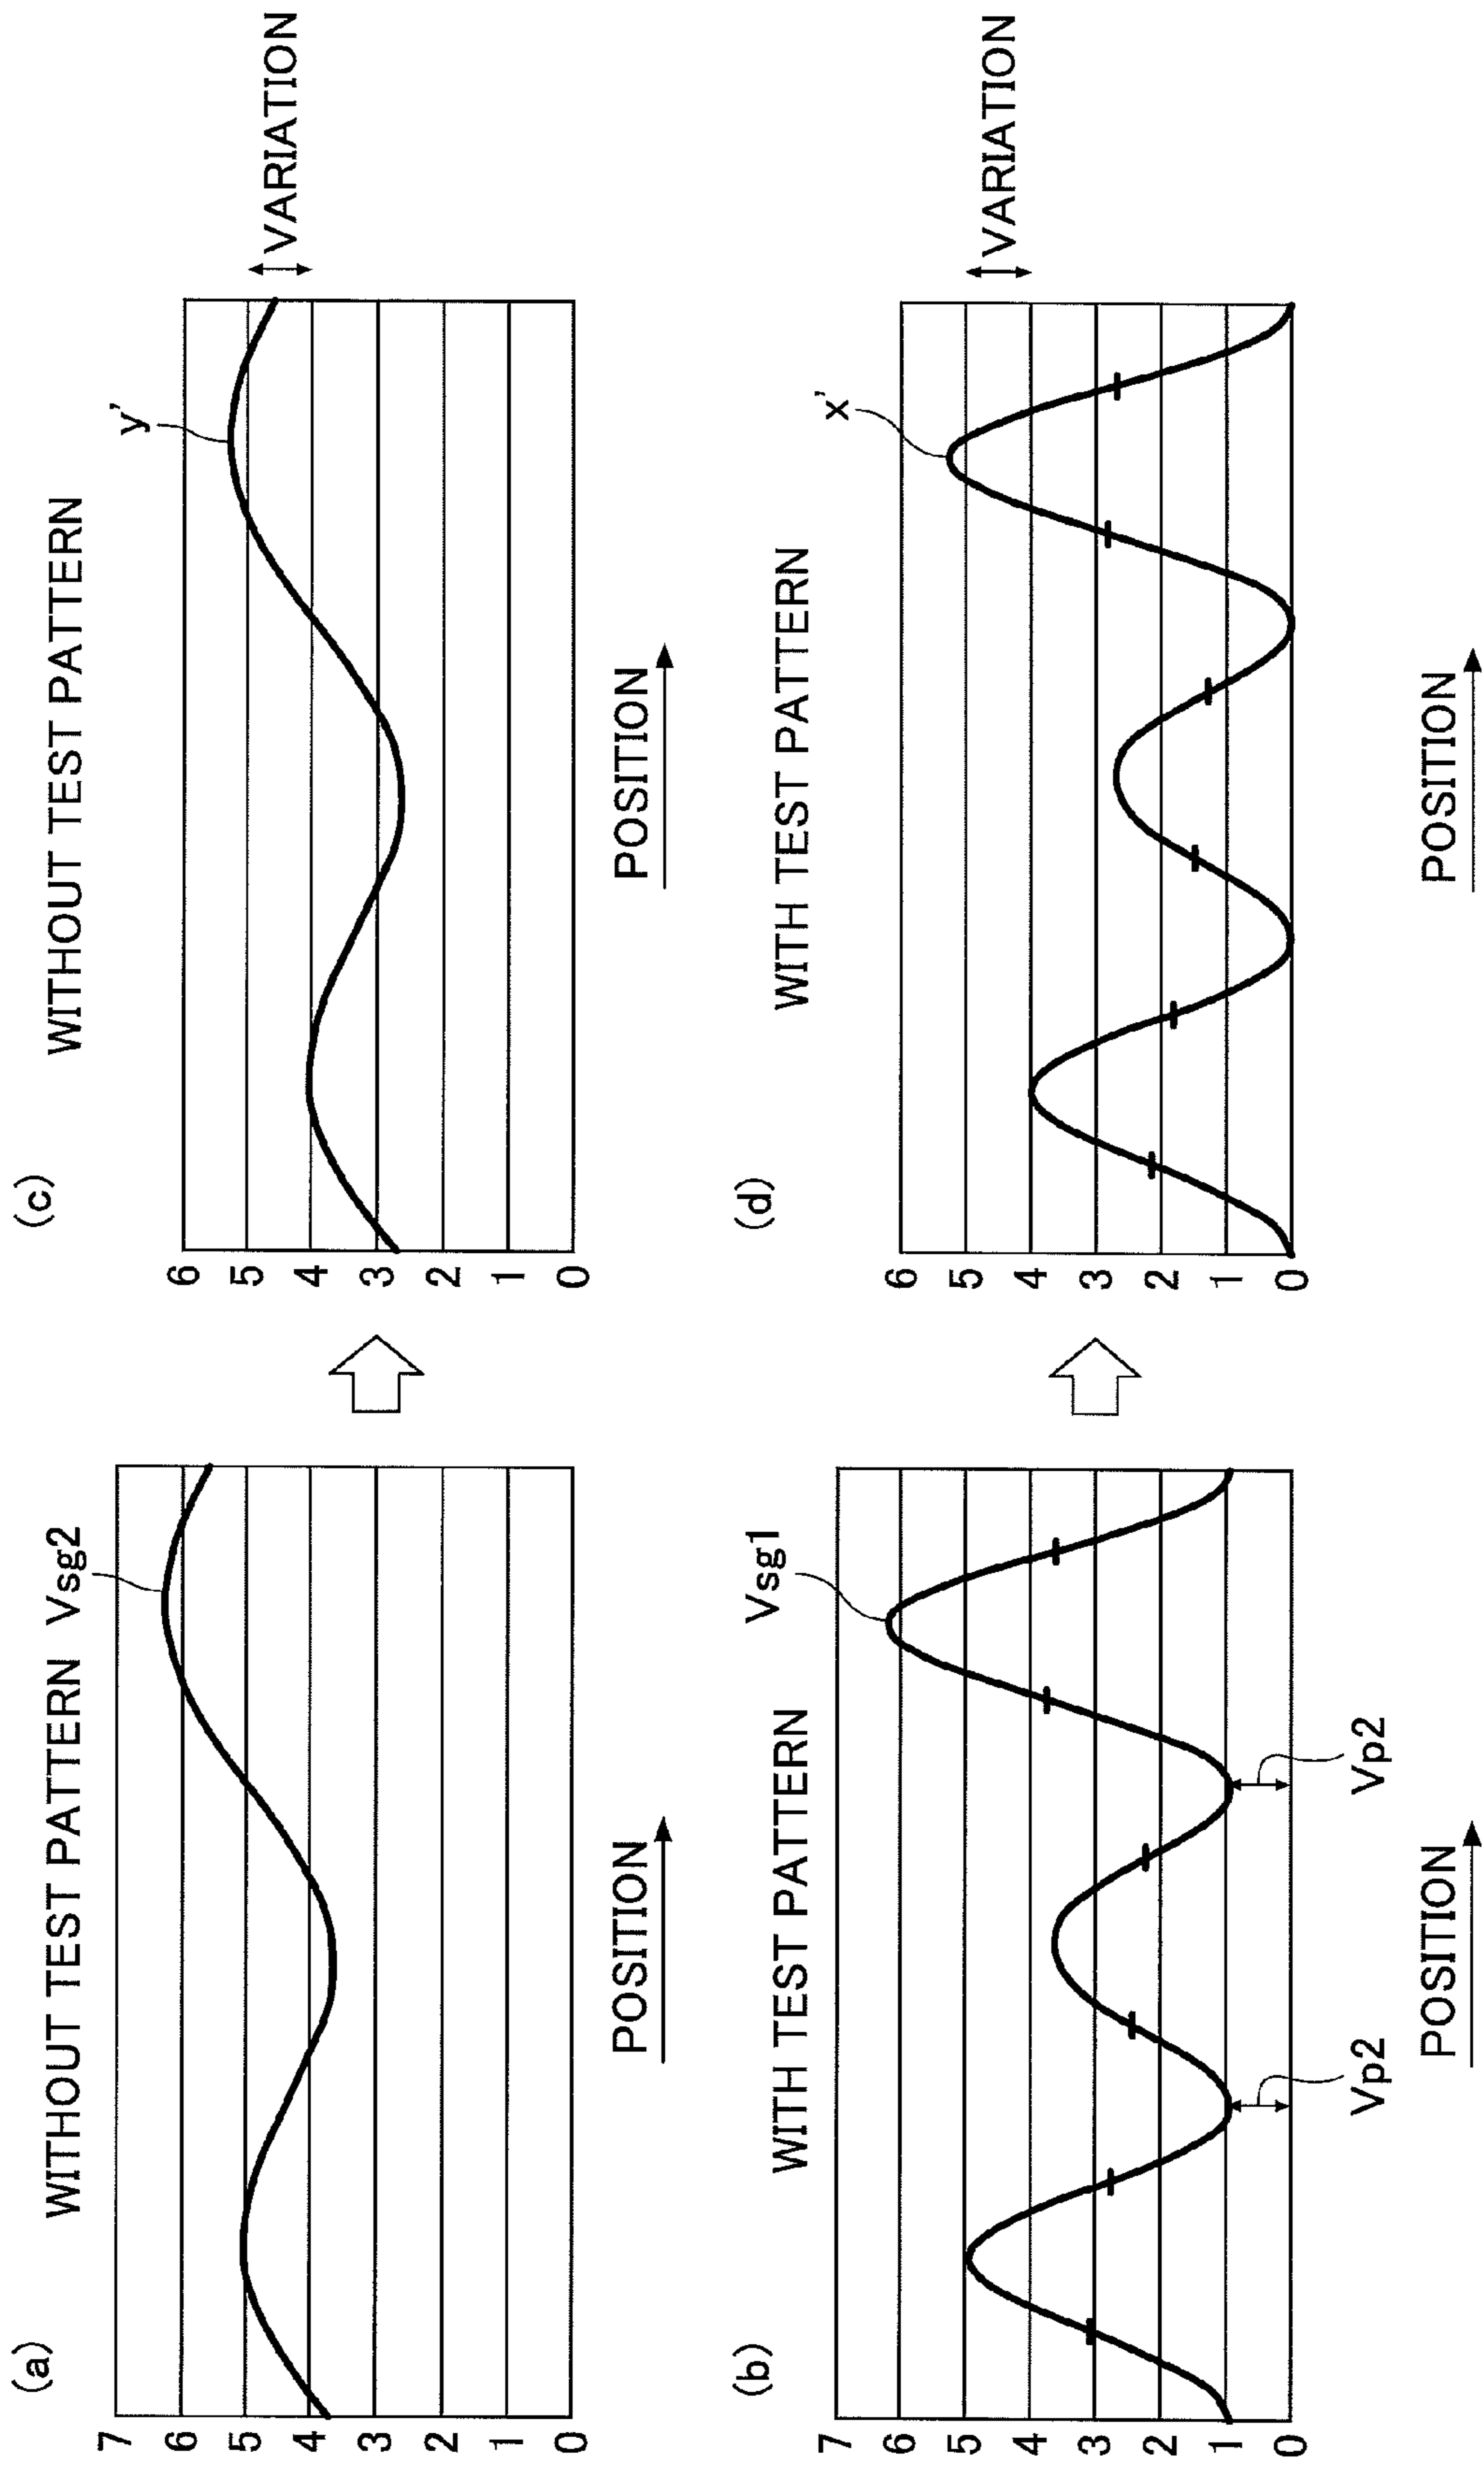 (a)
WITHOUT TEST PATTERN Vsg2
7
6
5
4
3
2
1
0
POSITION
(c)
WITHOUT TEST PATTERN
y'
6
5
4
3
2
1
0
VARIATION
POSITION
(b)
WITH TEST PATTERN
Vsg1
7
6
5
4
3
2
1
0
Vp2
Vp2
POSITION
(d)
WITH TEST PATTERN
x'
6
5
4
3
2
1
0
VARIATION
POSITION